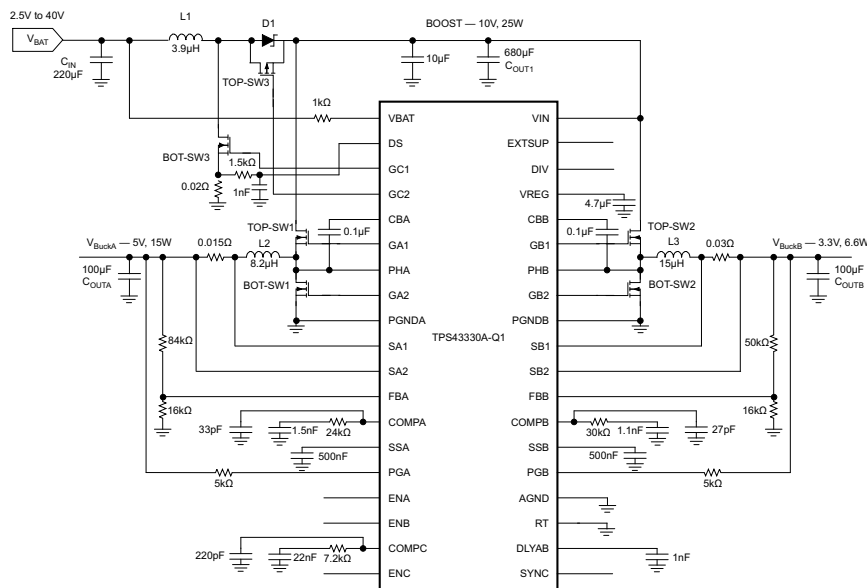 2.5V to 40V
VBAT
CIN
220µF
L1
3.9µH
D1
TOP-SW3
BOOST — 10V, 25W
10µF
680µF
COUT1
1kΩ
BOT-SW3
1.5kΩ
0.02Ω
1nF
TOP-SW1
0.1µF
VBuckA — 5V, 15W
0.015Ω
L2
8.2µH
100µF
COUTA
BOT-SW1
84kΩ
16kΩ
33pF
1.5nF
24kΩ
500nF
5kΩ
220pF
22nF
7.2kΩ
VBAT
DS
GC1
GC2
CBA
GA1
PHA
GA2
PGNDA
SA1
SA2
FBA
COMPA
SSA
PGA
ENA
ENB
COMPC
ENC
TPS43330A-Q1
VIN
EXTSUP
DIV
VREG
CBB
GB1
PHB
GB2
PGNDB
SB1
SB2
FBB
COMPB
SSB
PGB
AGND
RT
DLYAB
SYNC
4.7µF
0.1µF
TOP-SW2
L3
15µH
0.03Ω
VBuckB — 3.3V, 6.6W
BOT-SW2
100µF
COUTB
50kΩ
16kΩ
30kΩ
1.1nF
27pF
500nF
5kΩ
1nF